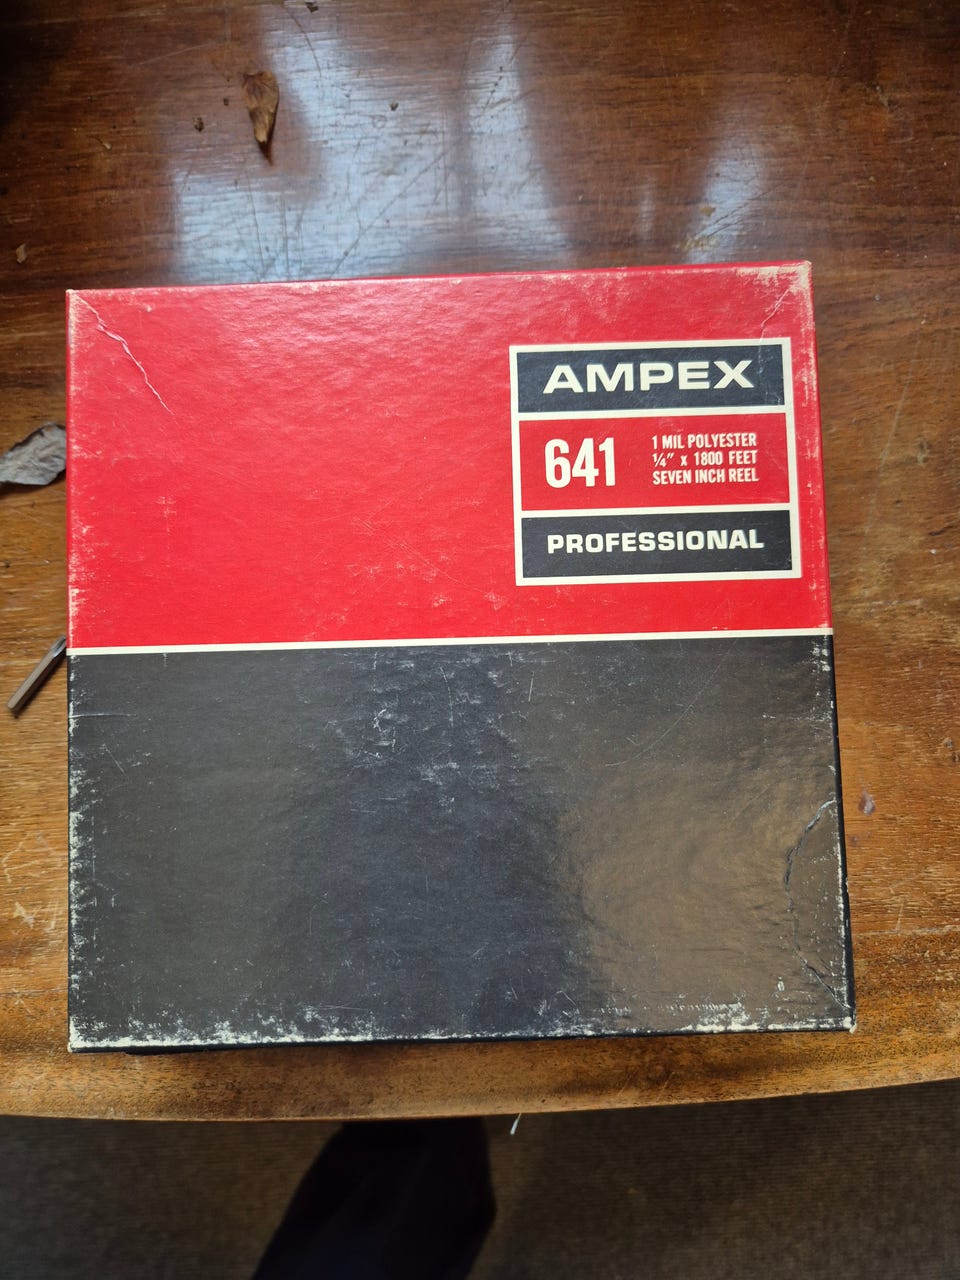 AMPEX
641
1 MIL POLYESTER
¼" x 1800 FEET
SEVEN INCH REEL
PROFESSIONAL